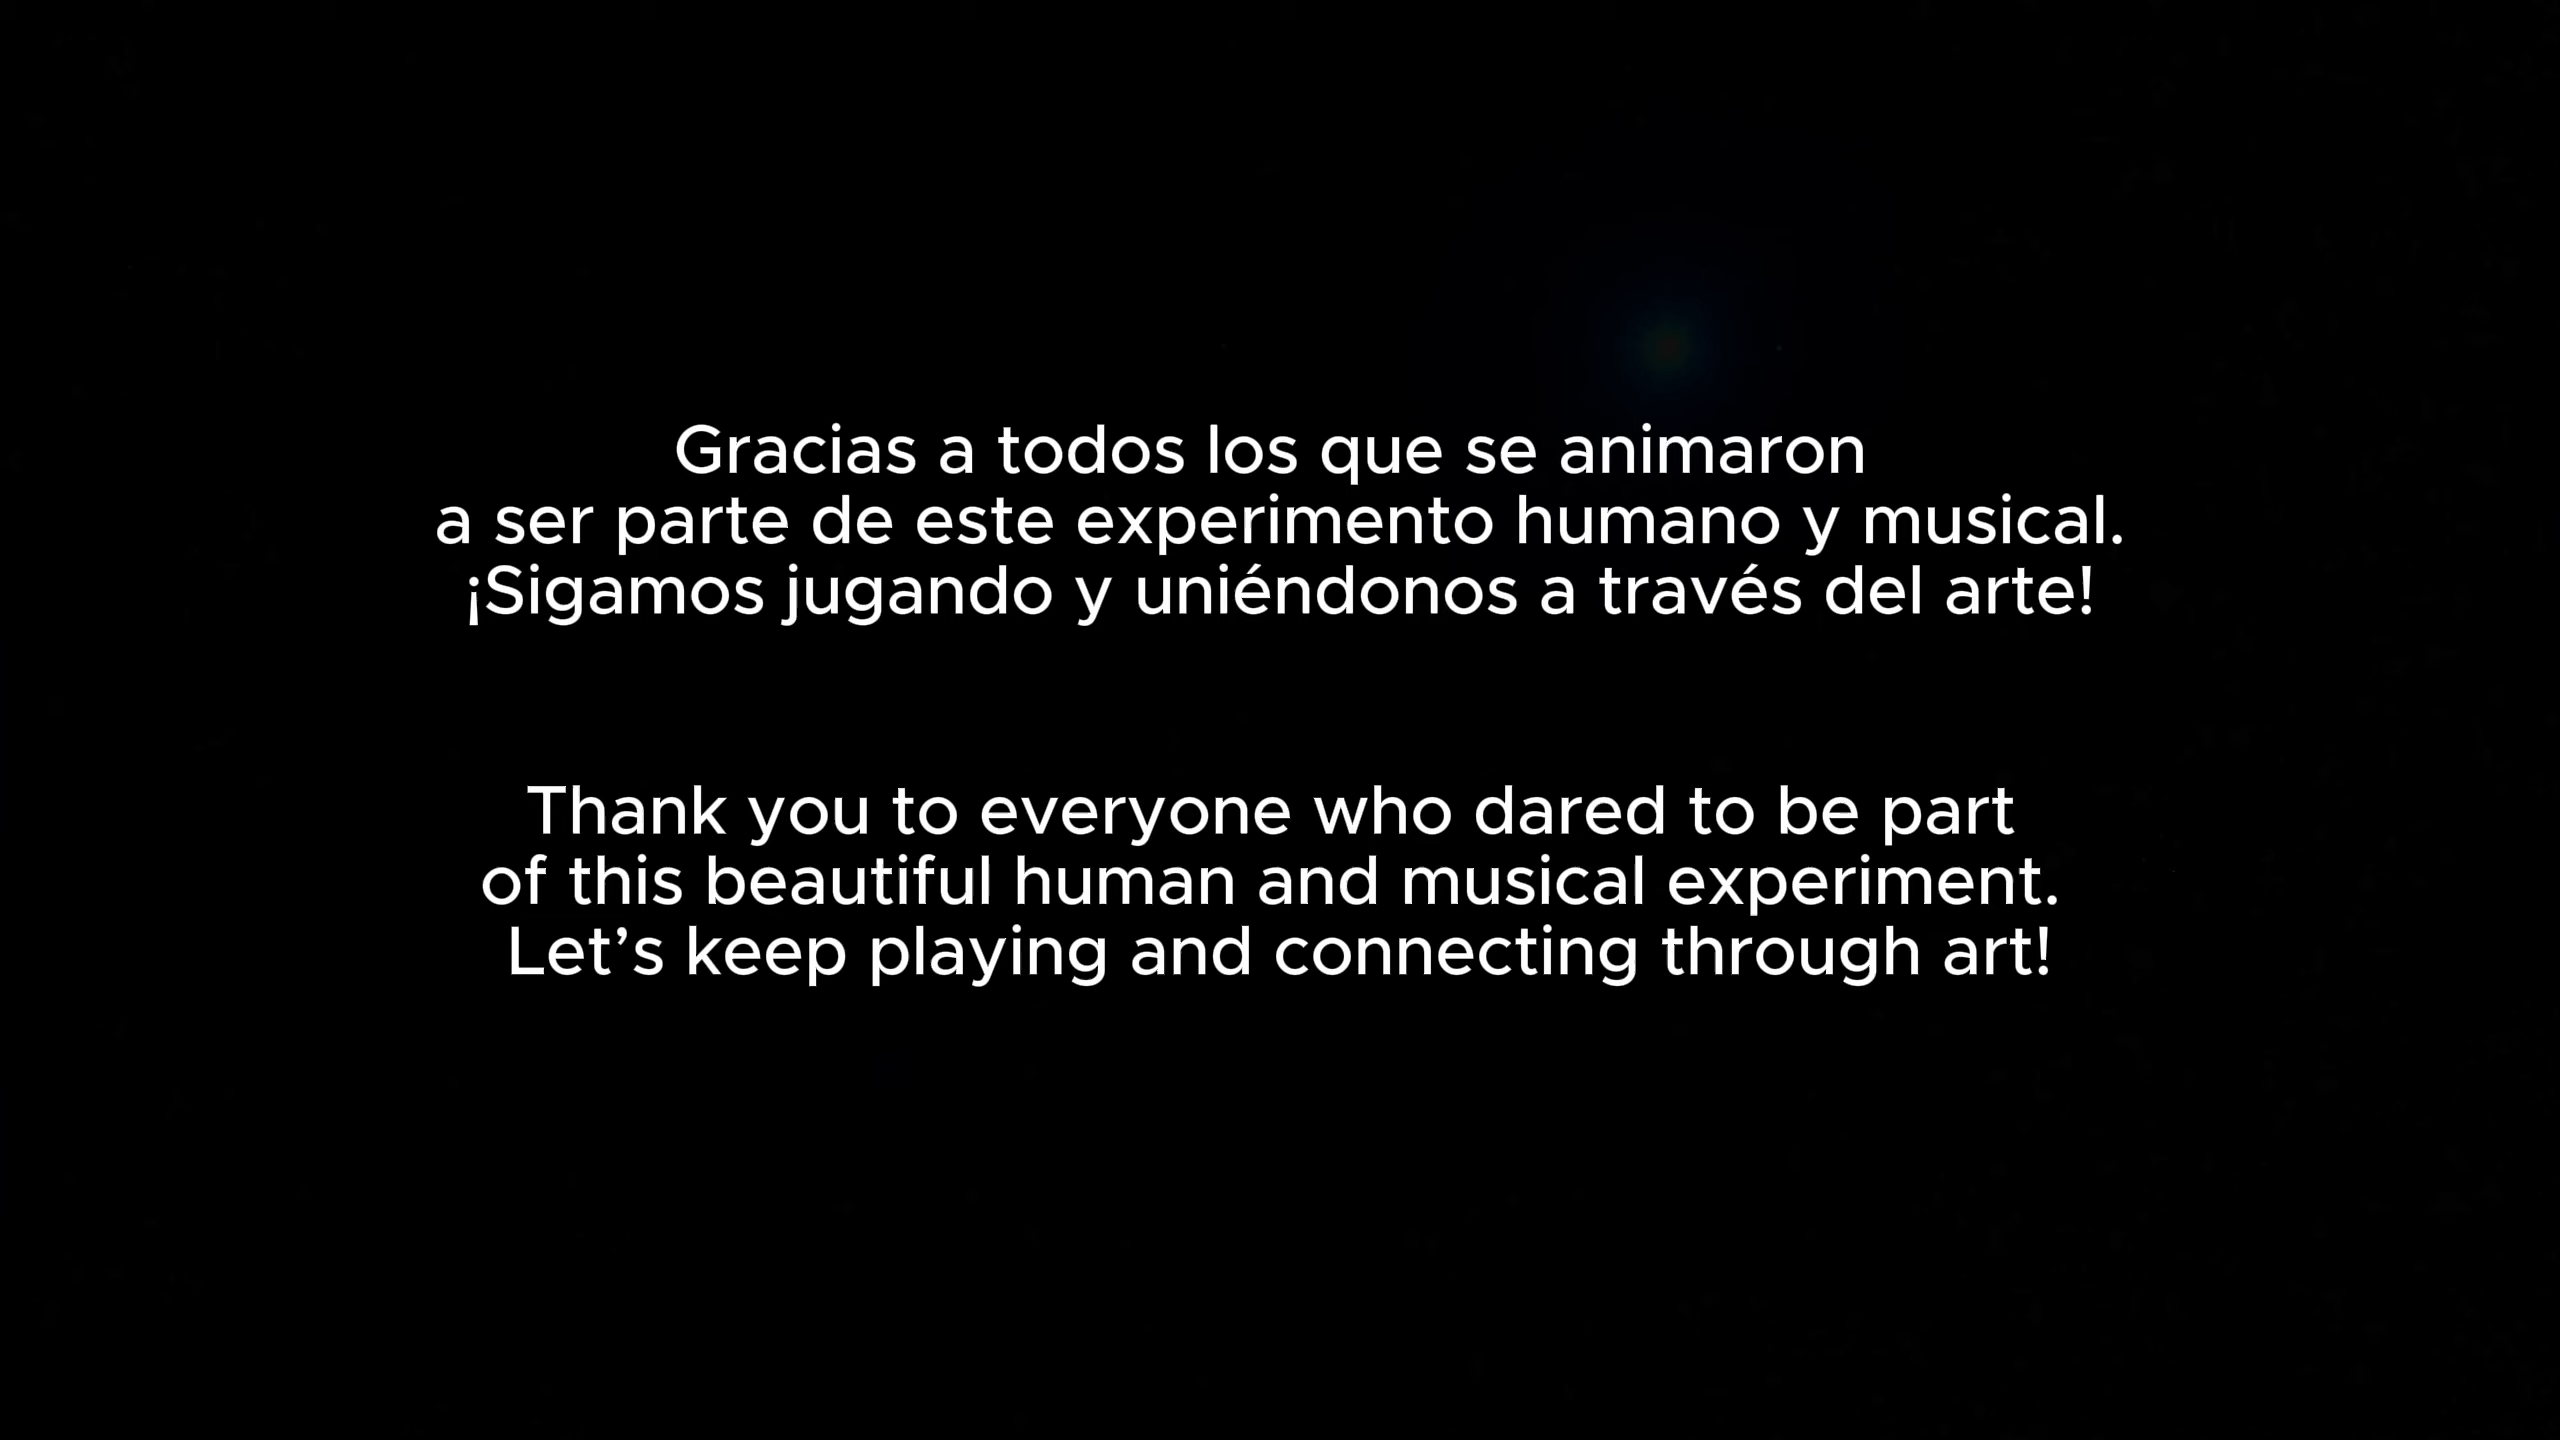 Gracias a todos los que se animaron
a ser parte de este experimento humano y musical.
¡Sigamos jugando y uniéndonos a través del arte!
Thank you to everyone who dared to be part
of this beautiful human and musical experiment.
Let’s keep playing and connecting through art!